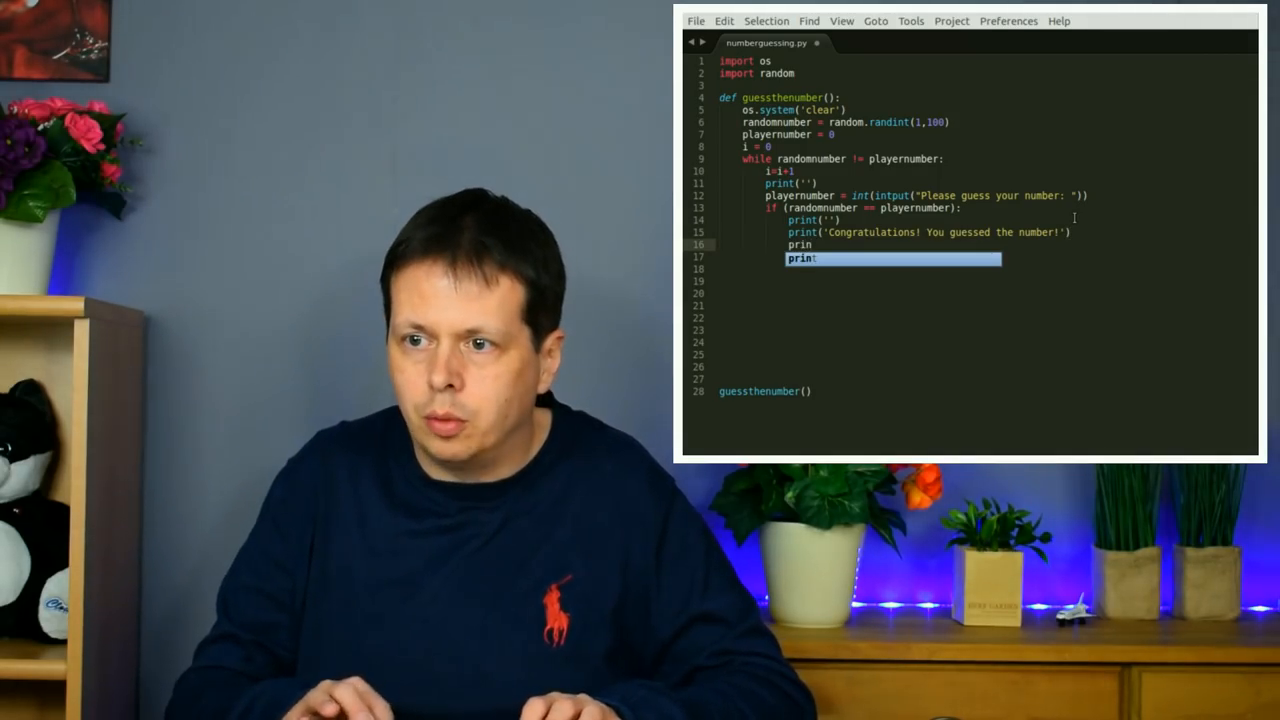 File Edit Selection Find View Goto Tools Project Preferences Help
numberguessing.py
1 import os
2 import random
3
4 def guessthenumber():
5 os.system('clear')
6 randomnumber = random.randint(1,100)
7 playernumber = 0
8 i = 0
9 while randomnumber != playernumber:
10 i=i+1
11 print('')
12 playernumber = int(intput("Please guess your number: "))
13 if (randomnumber == playernumber):
14 print('')
15 print('Congratulations! You guessed the number!')
16 prin
17 print
18
19
20
21
22
23
24
25
26
27
28 guessthenumber()
HERB GARDEN